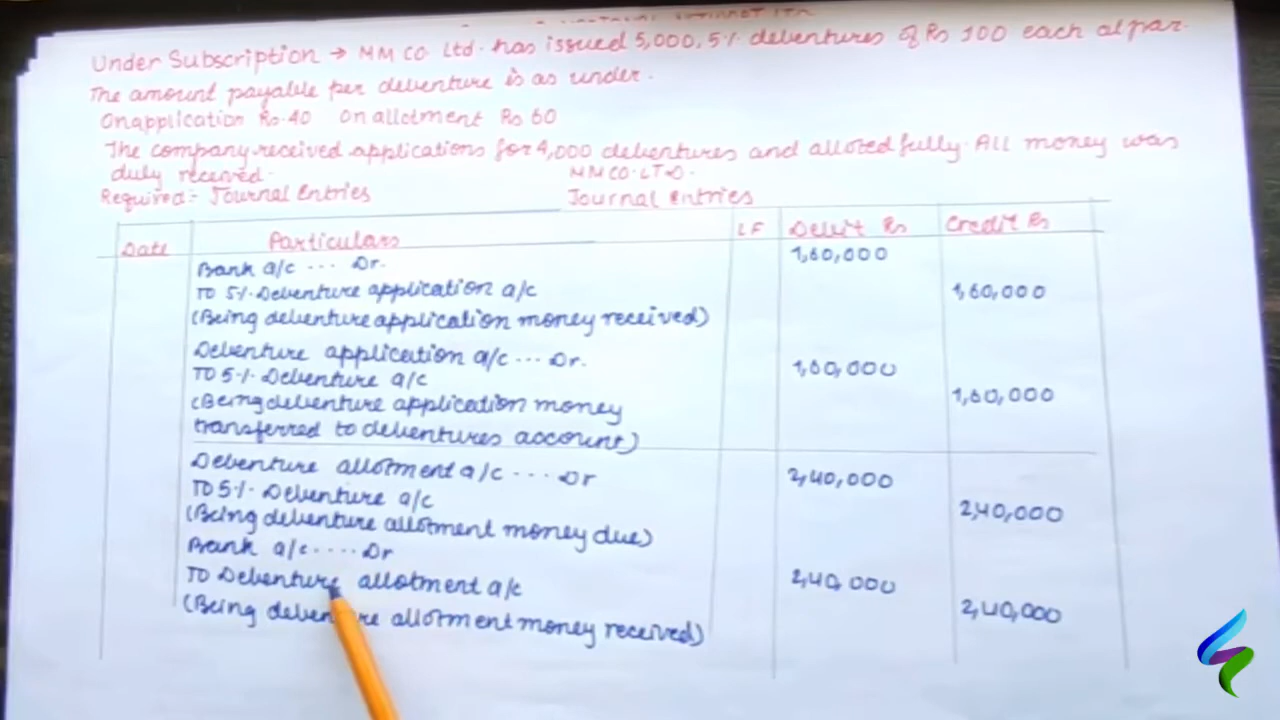 Under Subscription → MM CO Ltd. has issued 5,000, 5% debentures of Rs 100 each at par.
The amount payable per debenture is as under.
On application Rs. 40 On allotment Rs 60
The company received applications for 4,000 debentures and alloted fully. All money was
duly received.
MM CO. LTD.
Required:- Journal Entries
Journal Entries
Date Particulars LF Debit Rs Credit Rs
Bank a/c ... Dr. 1,60,000
To 5% Debenture application a/c 1,60,000
(Being debenture application money received)
Debenture application a/c ... Dr. 1,60,000
To 5% Debenture a/c 1,60,000
(Being debenture application money
transferred to debentures account)
Debenture allotment a/c ... Dr 2,40,000
To 5% Debenture a/c 2,40,000
(Being debenture allotment money due)
Bank a/c .... Dr 2,40,000
To Debenture allotment a/c 2,40,000
(Being debenture allotment money received)